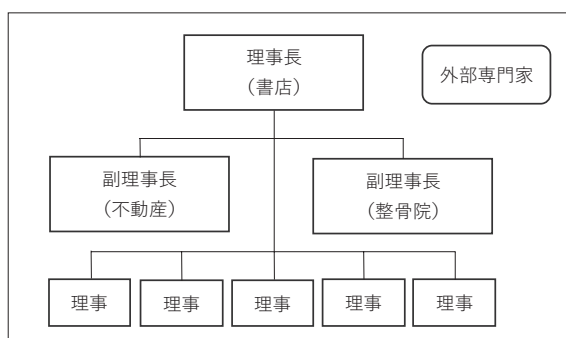 理事長
（書店）
外部専門家
副理事長
（不動産）
副理事長
（整骨院）
理事
理事
理事
理事
理事